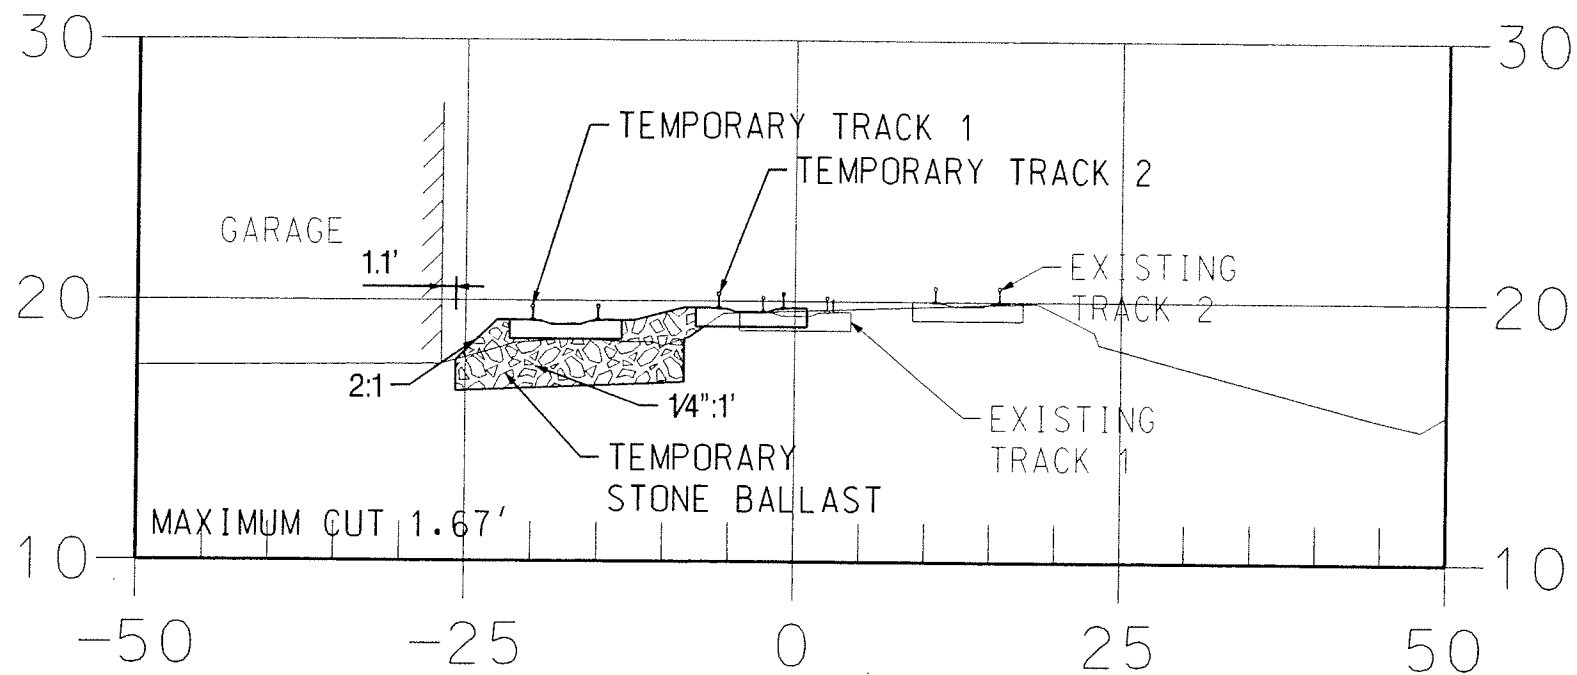 30
30
TEMPORARY TRACK 1
TEMPORARY TRACK 2
GARAGE
1.1'
EXISTING
TRACK 2
20
20
2:1
1/4":1'
EXISTING
TRACK 1
TEMPORARY
STONE BALLAST
MAXIMUM CUT 1.67'
10
10
-50
-25
0
25
50